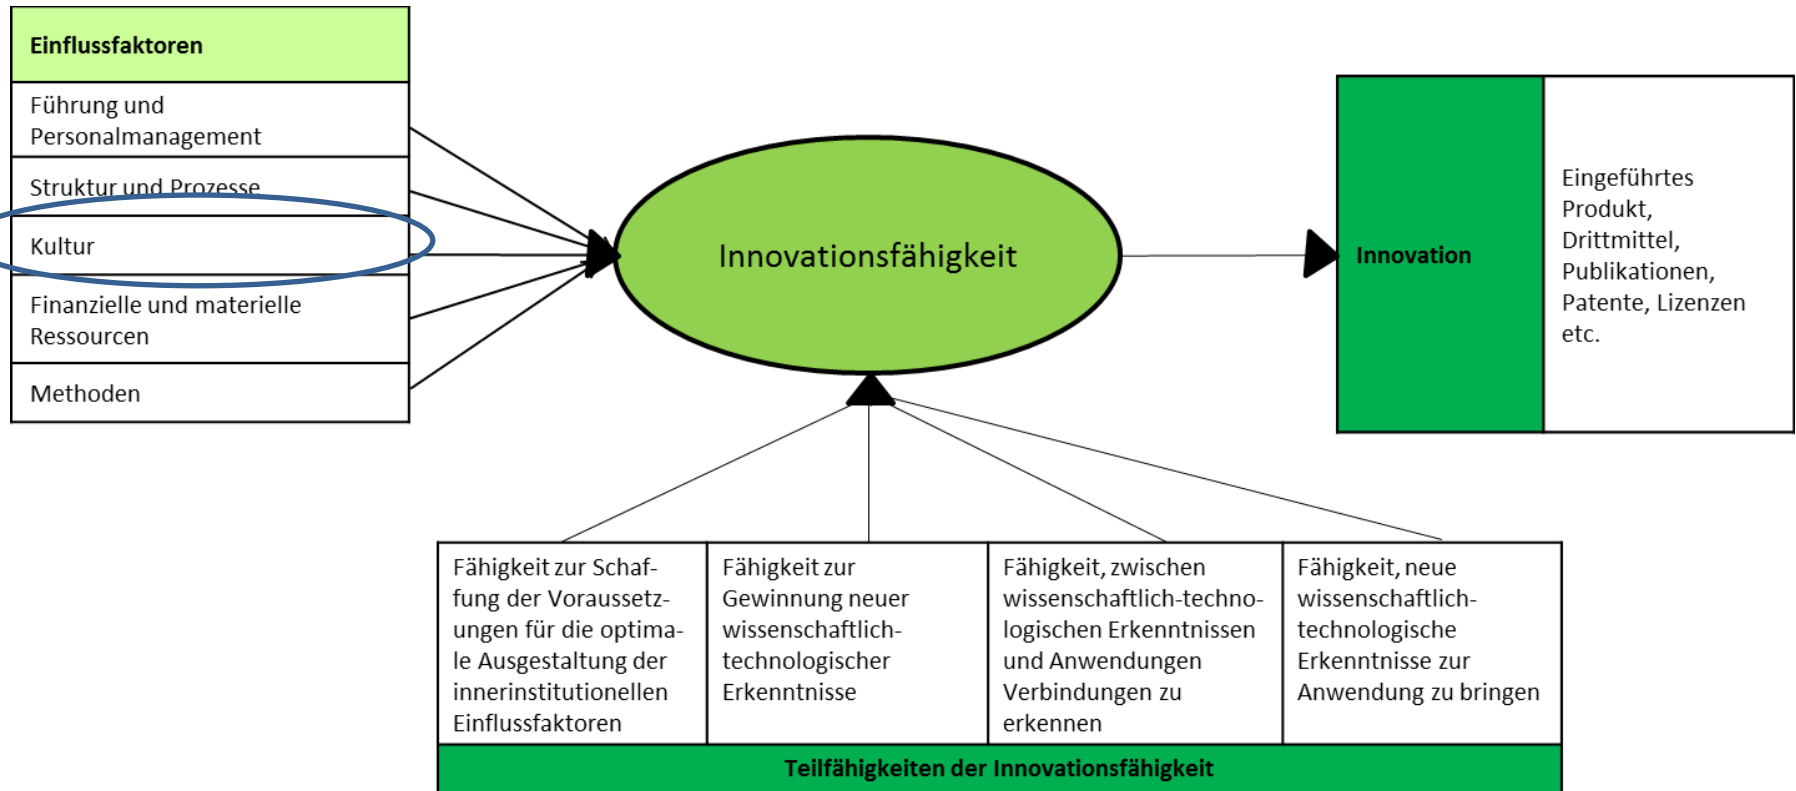 Einflussfaktoren
Führung und
Personalmanagement
Struktur und Prozesse
Kultur
Finanzielle und materielle
Ressourcen
Methoden
Innovationsfähigkeit
Innovation
Eingeführtes
Produkt,
Drittmittel,
Publikationen,
Patente, Lizenzen
etc.
Fähigkeit zur Schaf-
fung der Voraussetz-
ungen für die optima-
le Ausgestaltung der
innerinstitutionellen
Einflussfaktoren
Fähigkeit zur
Gewinnung neuer
wissenschaftlich-
technologischer
Erkenntnisse
Fähigkeit, zwischen
wissenschaftlich-techno-
logischen Erkenntnissen
und Anwendungen
Verbindungen zu
erkennen
Fähigkeit, neue
wissenschaftlich-
technologische
Erkenntnisse zur
Anwendung zu bringen
Teilfähigkeiten der Innovationsfähigkeit